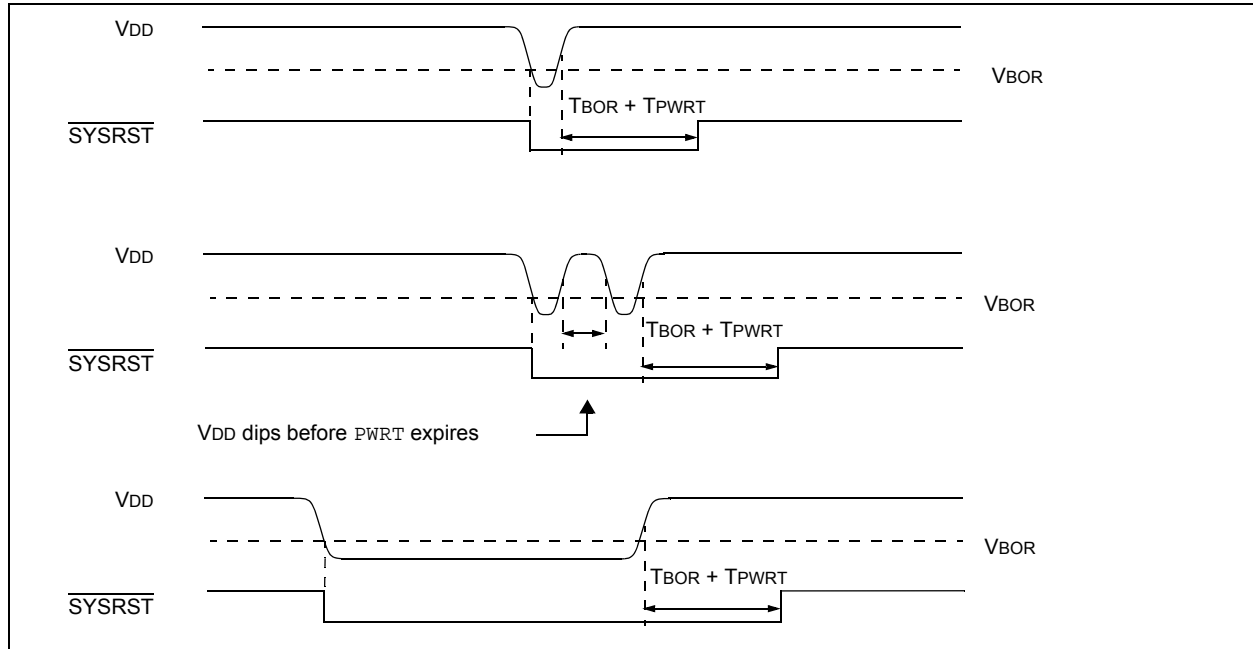 VDD
VBOR
TBOR + TPWRT
SYSRST
VDD
VBOR
TBOR + TPWRT
SYSRST
VDD dips before PWRT expires
VDD
VBOR
TBOR + TPWRT
SYSRST